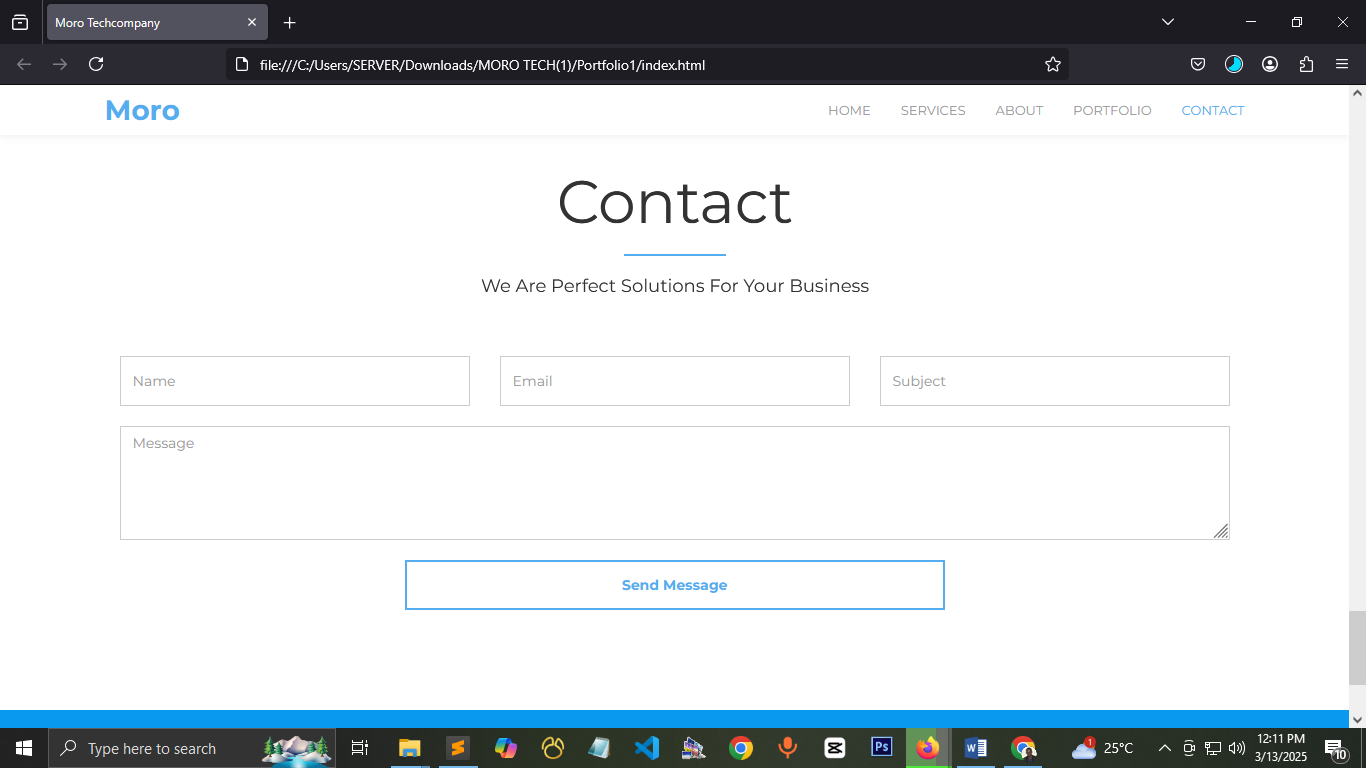 Moro Techcompany
file:///C:/Users/SERVER/Downloads/MORO TECH(1)/Portfolio1/index.html
Moro
HOME SERVICES ABOUT PORTFOLIO CONTACT
Contact
We Are Perfect Solutions For Your Business
Name Email Subject
Message
Send Message
Type here to search
Ps
W
1
25°C
12:11 PM
3/13/2025
10